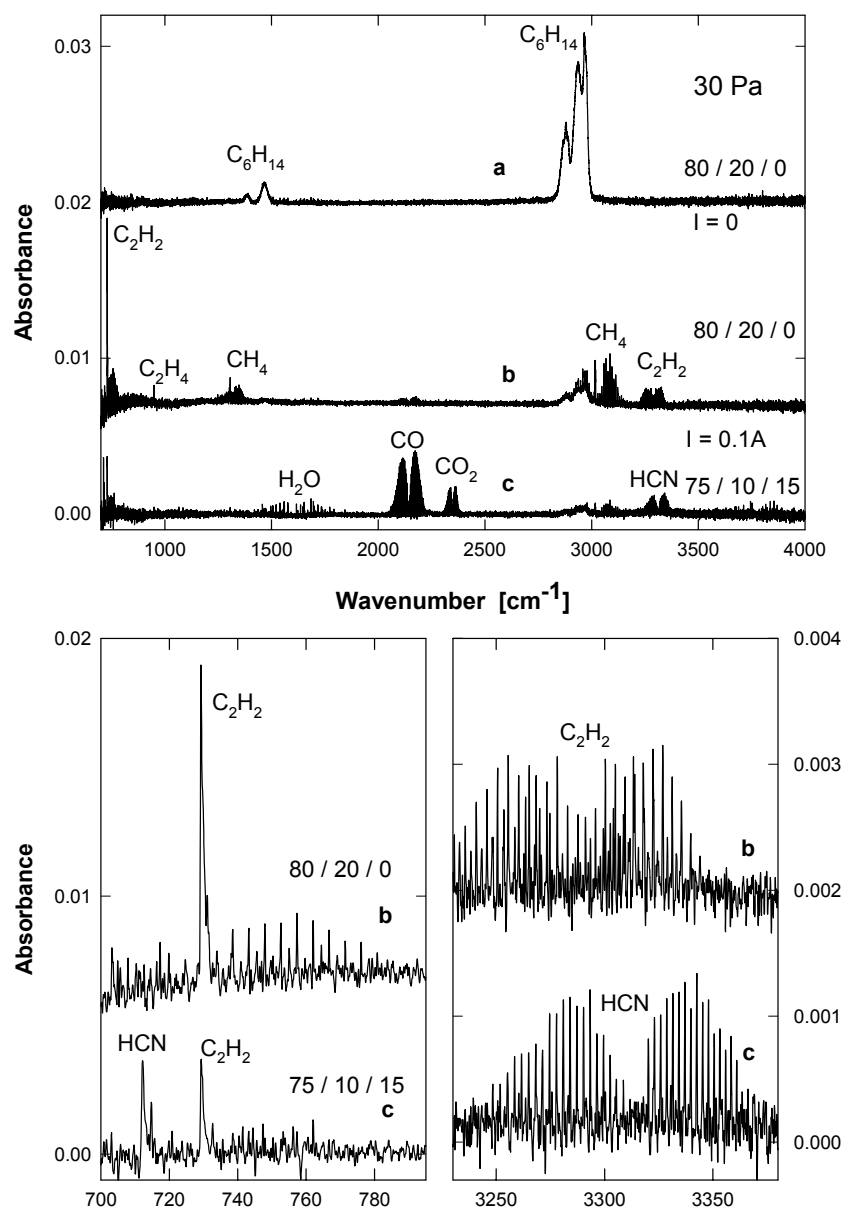 0.03
C₆H₁₄
30 Pa
C₆H₁₄
a
80 / 20 / 0
0.02
I = 0
C₂H₂
Absorbance
80 / 20 / 0
CH₄
C₂H₄
CH₄
C₂H₂
0.01
b
I = 0.1A
CO
CO₂
H₂O
HCN
c
75 / 10 / 15
0.00
1000 1500 2000 2500 3000 3500 4000
Wavenumber [cm⁻¹]
0.02
C₂H₂
80 / 20 / 0
b
0.01
Absorbance
HCN
C₂H₂
75 / 10 / 15
c
0.00
700 720 740 760 780
0.004
C₂H₂
0.003
b
0.002
HCN
0.001
c
0.000
3250 3300 3350